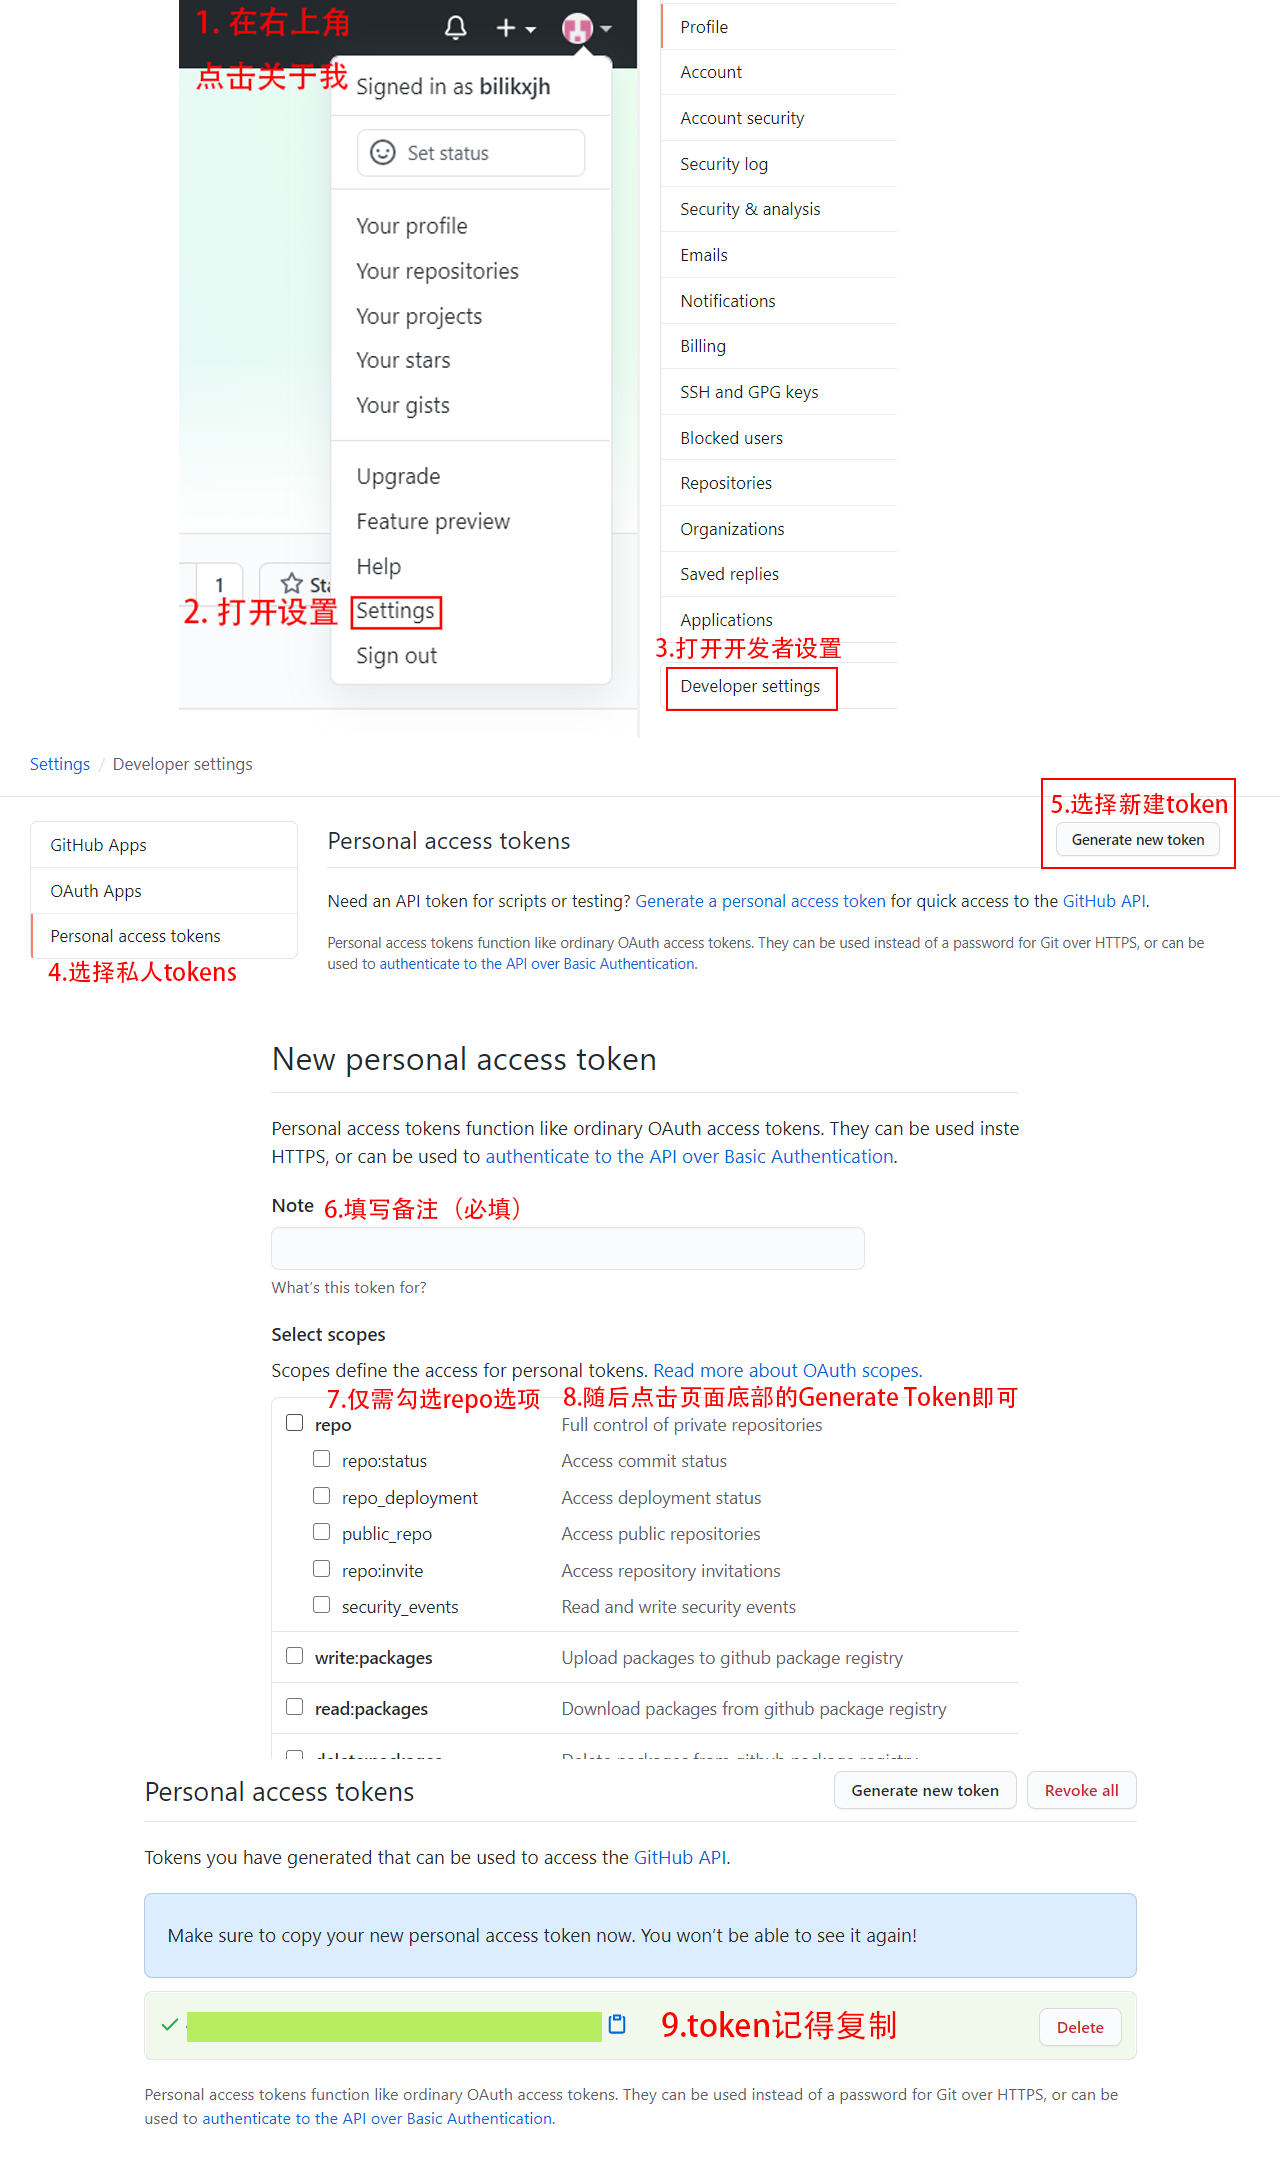 1. 在右上角
点击关于我
Signed in as bilikxjh
Set status
Your profile
Your repositories
Your projects
Your stars
Your gists
Upgrade
Feature preview
Help
1
2. 打开设置
Settings
Sign out
Profile
Account
Account security
Security log
Security & analysis
Emails
Notifications
Billing
SSH and GPG keys
Blocked users
Repositories
Organizations
Saved replies
Applications
3.打开开发者设置
Developer settings
Settings / Developer settings
GitHub Apps
OAuth Apps
Personal access tokens
4.选择私人tokens
Personal access tokens
5.选择新建token
Generate new token
Need an API token for scripts or testing? Generate a personal access token for quick access to the GitHub API.
Personal access tokens function like ordinary OAuth access tokens. They can be used instead of a password for Git over HTTPS, or can be
used to authenticate to the API over Basic Authentication.
New personal access token
Personal access tokens function like ordinary OAuth access tokens. They can be used inste
HTTPS, or can be used to authenticate to the API over Basic Authentication.
Note 6.填写备注（必填）
What's this token for?
Select scopes
Scopes define the access for personal tokens. Read more about OAuth scopes.
7.仅需勾选repo选项 8.随后点击页面底部的Generate Token即可
repo Full control of private repositories
repo:status Access commit status
repo_deployment Access deployment status
public_repo Access public repositories
repo:invite Access repository invitations
security_events Read and write security events
write:packages Upload packages to github package registry
read:packages Download packages from github package registry
Personal access tokens
Generate new token
Revoke all
Tokens you have generated that can be used to access the GitHub API.
Make sure to copy your new personal access token now. You won't be able to see it again!
9.token记得复制
Delete
Personal access tokens function like ordinary OAuth access tokens. They can be used instead of a password for Git over HTTPS, or can be
used to authenticate to the API over Basic Authentication.